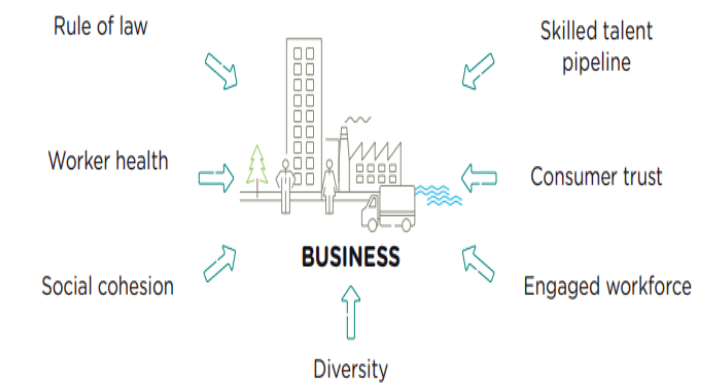 Rule of law
Skilled talent
pipeline
Worker health
Consumer trust
BUSINESS
Social cohesion
Engaged workforce
Diversity